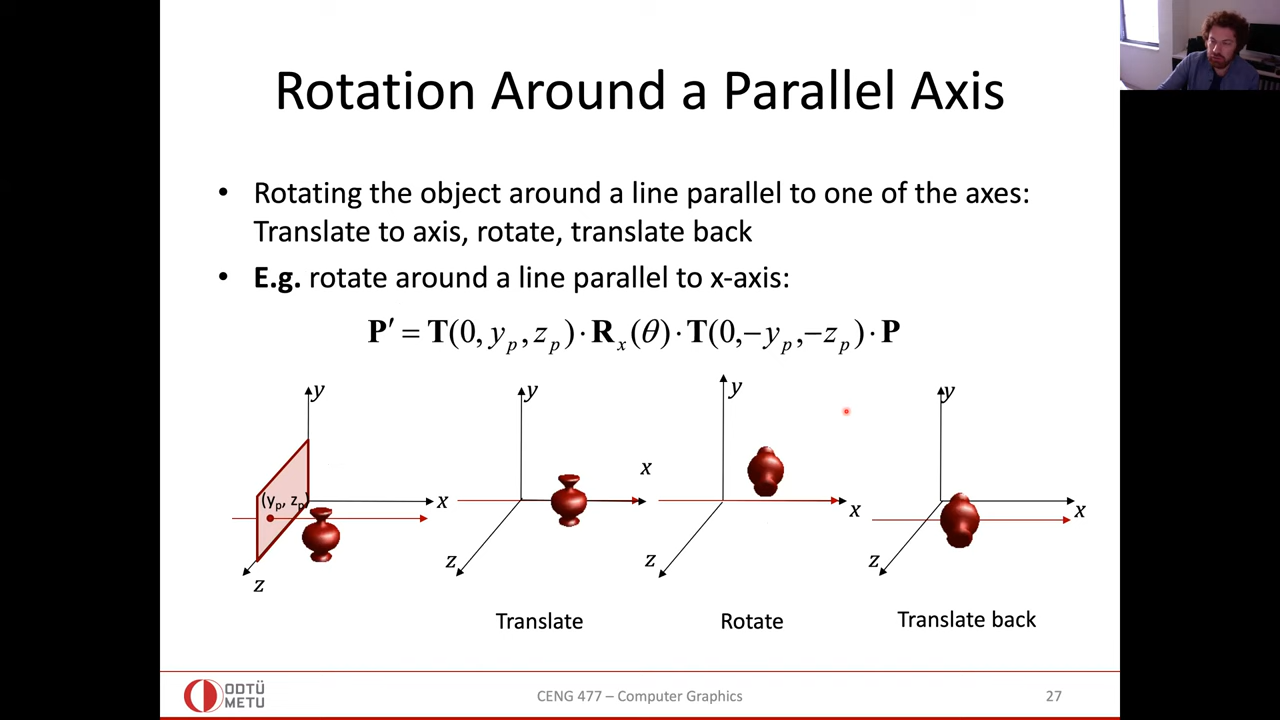 Rotation Around a Parallel Axis
• Rotating the object around a line parallel to one of the axes:
Translate to axis, rotate, translate back
• E.g. rotate around a line parallel to x-axis:
P′ = T(0, y_p, z_p) · R_x(θ) · T(0,−y_p,−z_p) · P
y
x
z
(y_p, z_p)
y
x
z
Translate
y
x
z
Rotate
y
x
z
Translate back
ODTÜ
METU
CENG 477 – Computer Graphics
27